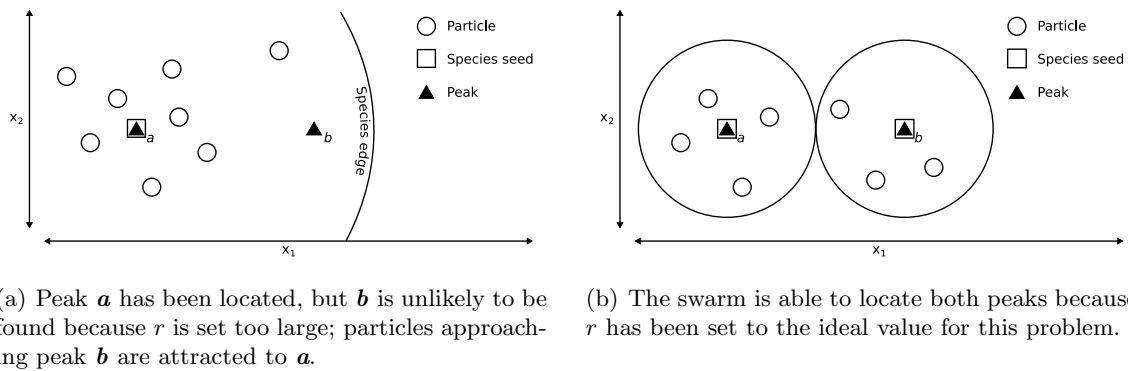 Particle
Species seed
Peak
x2
a
b
Species edge
x1
Particle
Species seed
Peak
x2
a
b
x1
(a) Peak a has been located, but b is unlikely to be
found because r is set too large; particles approach-
ing peak b are attracted to a.
(b) The swarm is able to locate both peaks because
r has been set to the ideal value for this problem.